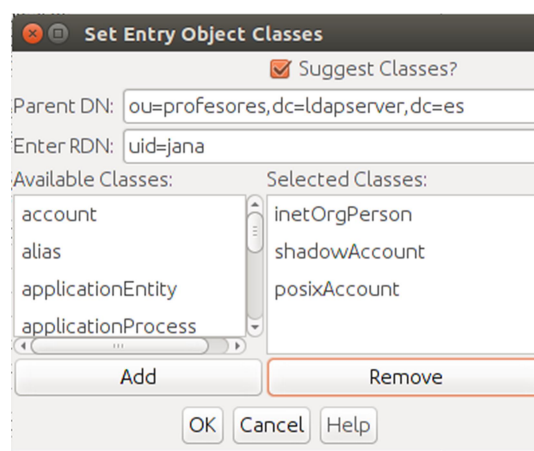 Set Entry Object Classes
Suggest Classes?
Parent DN: ou=profesores,dc=ldapserver,dc=es
Enter RDN: uid=jana
Available Classes: Selected Classes:
account inetOrgPerson
alias shadowAccount
applicationEntity posixAccount
applicationProcess
Add Remove
OK Cancel Help